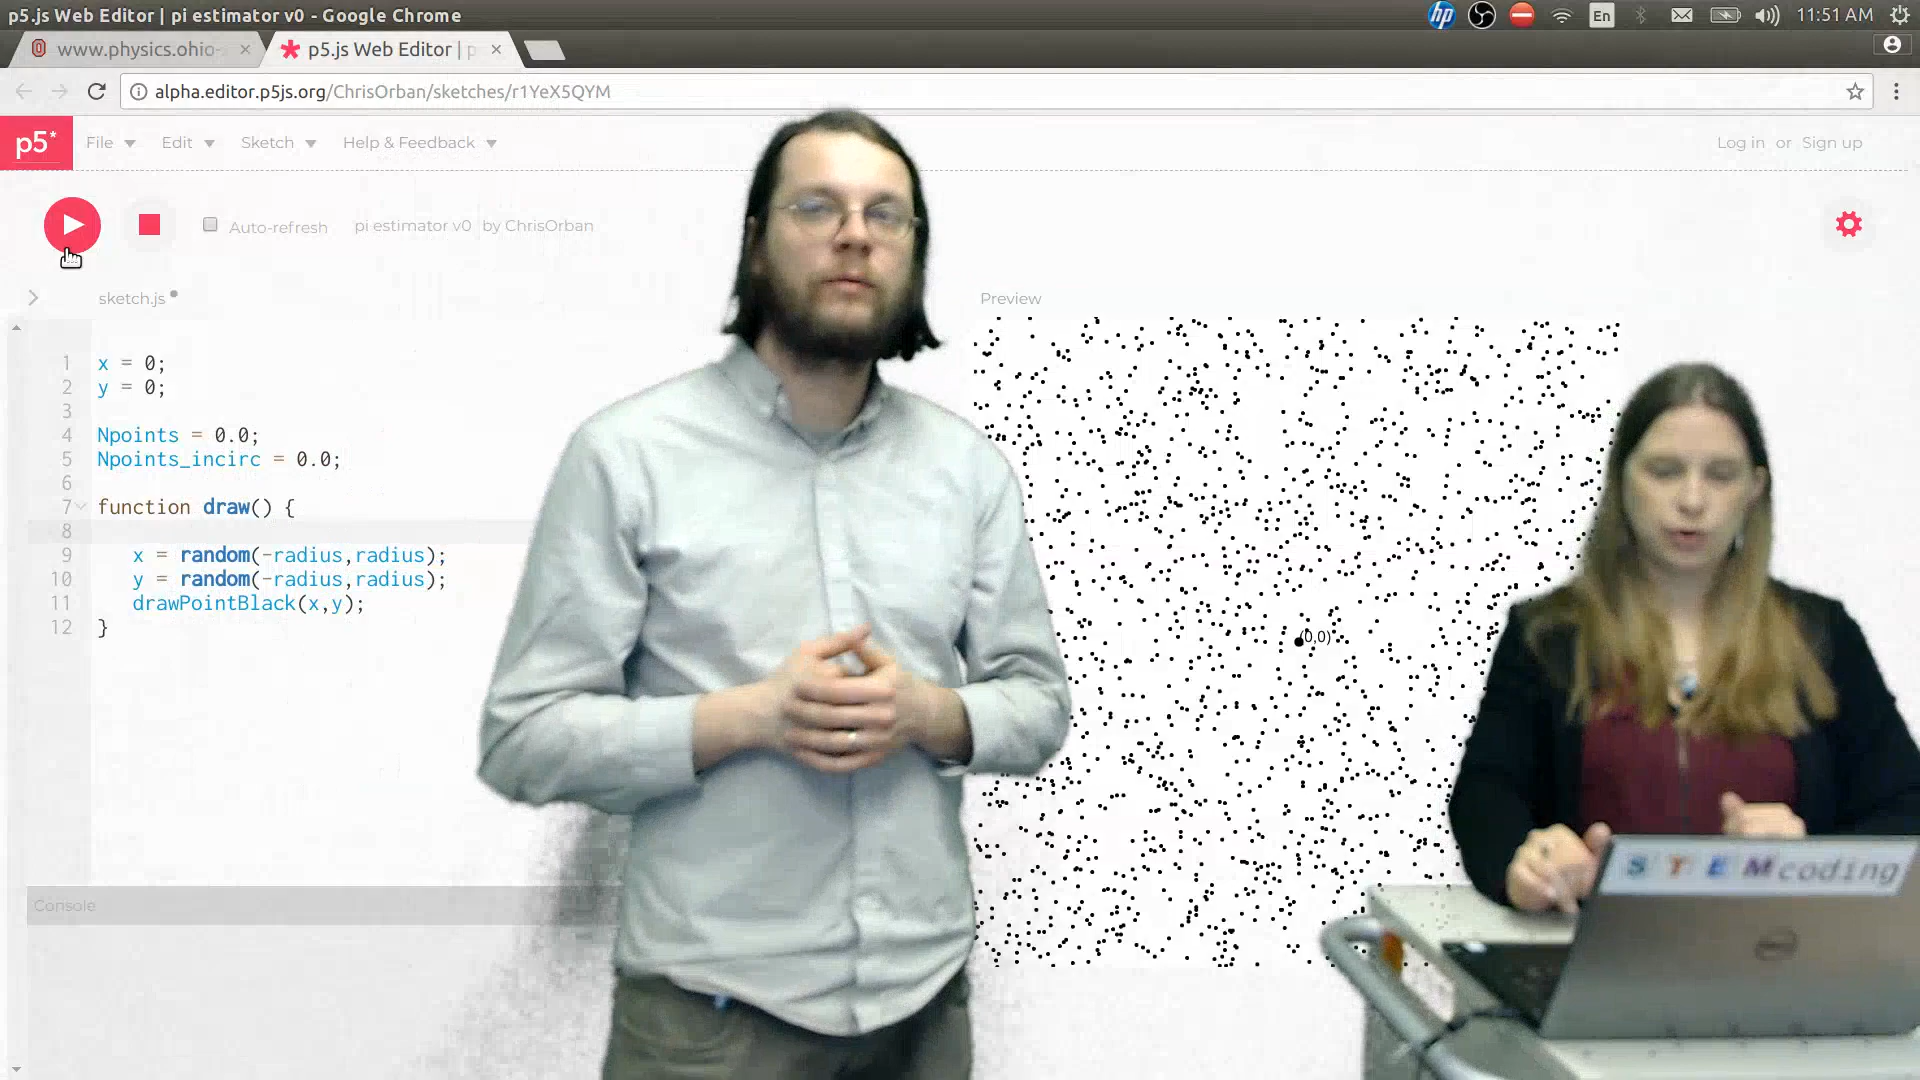 p5.js Web Editor | pi estimator v0 - Google Chrome
hp
En
11:51 AM
www.physics.ohio-
p5.js Web Editor | p
alpha.editor.p5js.org/ChrisOrban/sketches/r1YeX5QYM
p5*
File
Edit
Sketch
Help & Feedback
Log in or Sign up
Auto-refresh
pi estimator v0 by ChrisOrban
sketch.js
Preview
1 x = 0;
2 y = 0;
3
4 Npoints = 0.0;
5 Npoints_incirc = 0.0;
6
7 function draw() {
8
9 x = random(-radius,radius);
10 y = random(-radius,radius);
11 drawPointBlack(x,y);
12 }
(0,0)
Console
STEMcoding
DELL